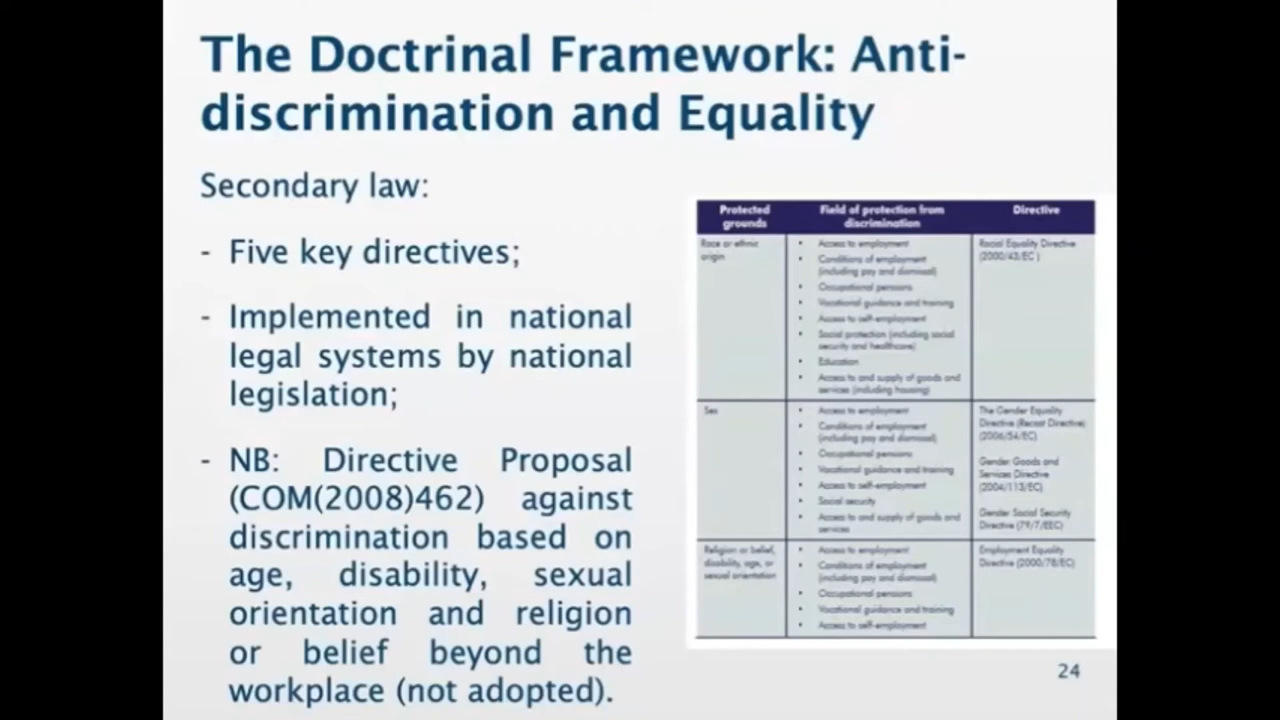 The Doctrinal Framework: Anti-
discrimination and Equality
Secondary law:
- Five key directives;
- Implemented in national
legal systems by national
legislation;
- NB: Directive Proposal
(COM(2008)462) against
discrimination based on
age, disability, sexual
orientation and religion
or belief beyond the
workplace (not adopted).
Protected
grounds
Field of protection from
discrimination
Directive
Race or ethnic
origin
• Access to employment
• Conditions of employment
(including pay and dismissal)
• Occupational pensions
• Vocational guidance and training
• Access to self-employment
• Social protection (including social
security and healthcare)
• Education
• Access to and supply of goods and
services (including housing)
Racial Equality Directive
(2000/43/EC )
Sex
• Access to employment
• Conditions of employment
(including pay and dismissal)
• Occupational pensions
• Vocational guidance and training
• Access to self-employment
• Social security
• Access to and supply of goods and
services
The Gender Equality
Directive (Recast Directive)
(2006/54/EC)
Gender Goods and
Services Directive
(2004/113/EC)
Gender Social Security
Directive (79/7/EEC)
Religion or belief,
disability, age, or
sexual orientation
• Access to employment
• Conditions of employment
(including pay and dismissal)
• Occupational pensions
• Vocational guidance and training
• Access to self-employment
Employment Equality
Directive (2000/78/EC)
24